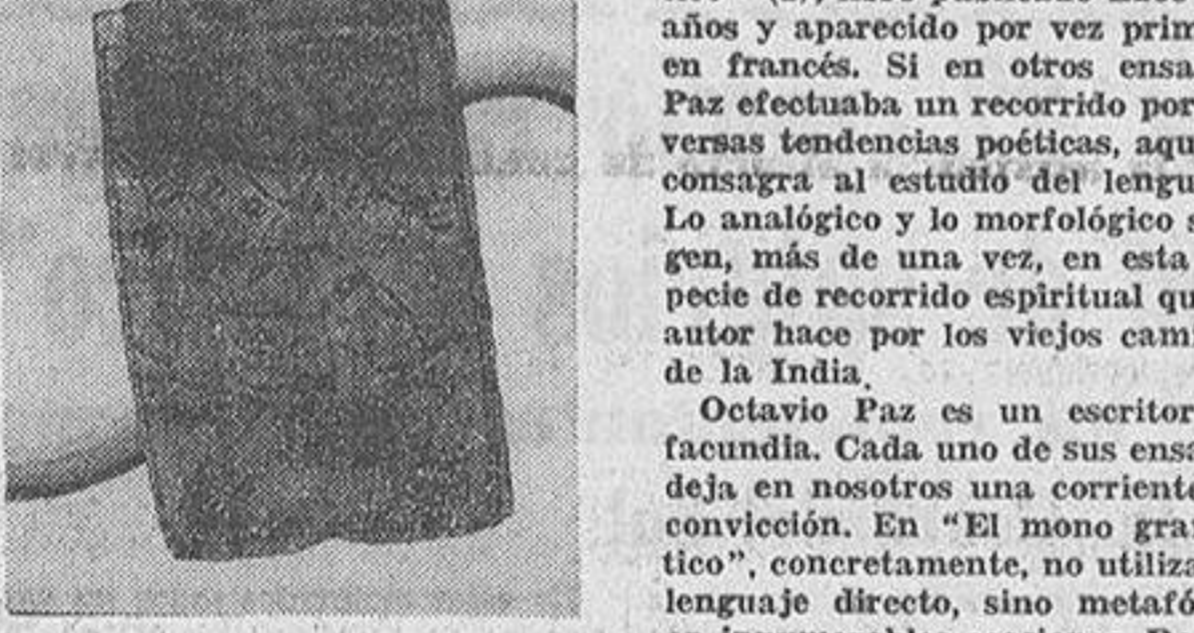 años y aparecido por vez prim
en francés. Si en otros ensa
Paz efectuaba un recorrido por
versas tendencias poéticas, aqu
consagra al estudio del lengu
Lo analógico y lo morfológico s
gen, más de una vez, en esta
pecie de recorrido espiritual qu
autor hace por los viejos cam
de la India.
Octavio Paz es un escritor
facundia. Cada uno de sus ensa
deja en nosotros una corriente
convicción. En "El mono gra
tico", concretamente, no utiliza
lenguaje directo, sino metafó